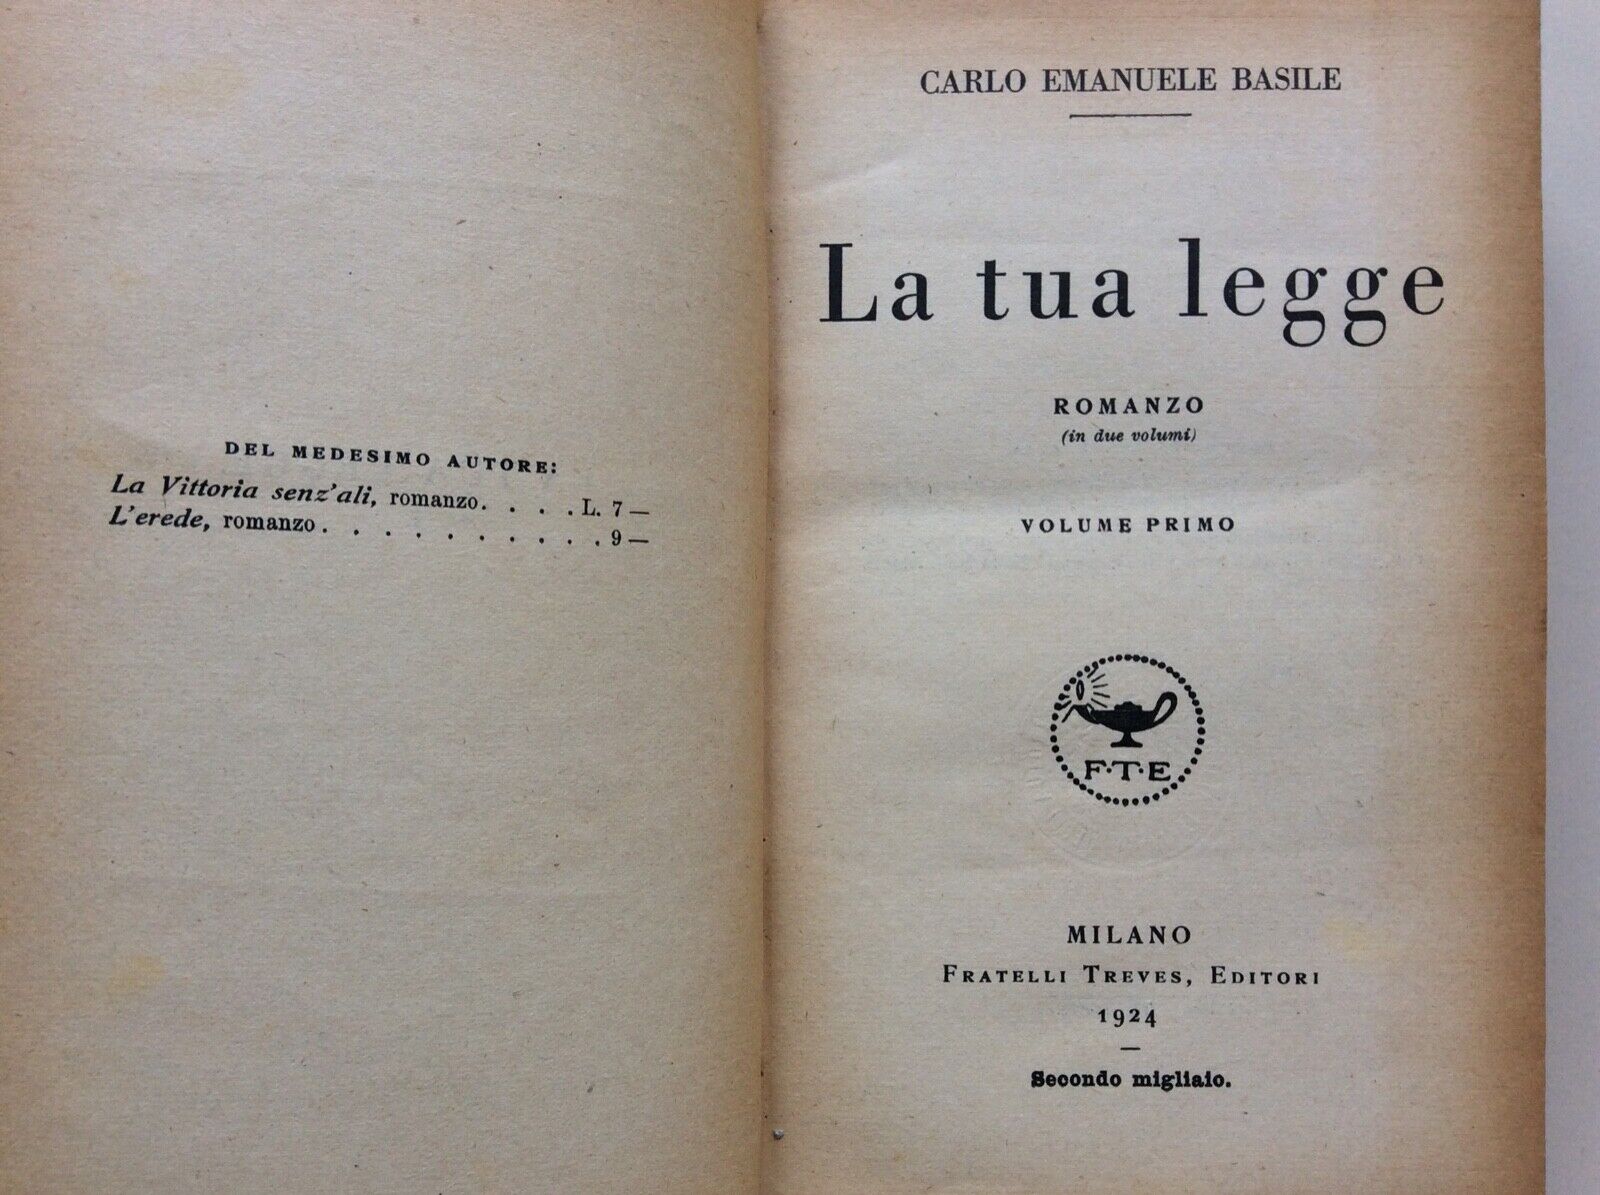 DEL MEDESIMO AUTORE:
La Vittoria senz'ali, romanzo. . . . . L. 7 —
L'erede, romanzo . . . . . . . . . . 9 —
CARLO EMANUELE BASILE
La tua legge
ROMANZO
(in due volumi)
VOLUME PRIMO
F·T·E
MILANO
FRATELLI TREVES, EDITORI
1924
Secondo migliaio.